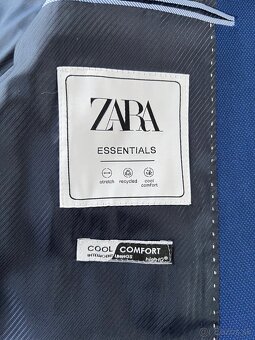 ZARA
ESSENTIALS
stretch recycled cool comfort
COOL COMFORT